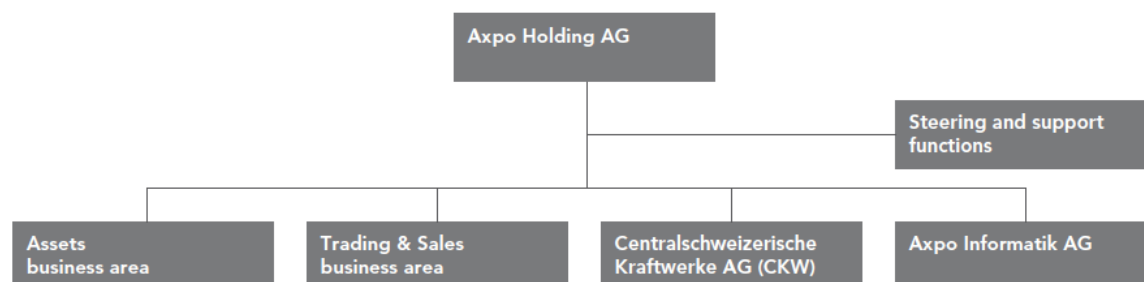 Axpo Holding AG
Steering and support
functions
Assets
business area
Trading & Sales
business area
Centralschweizerische
Kraftwerke AG (CKW)
Axpo Informatik AG